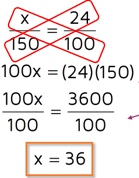 x/150 = 24/100
100x = (24)(150)
100x/100 = 3600/100
x = 36